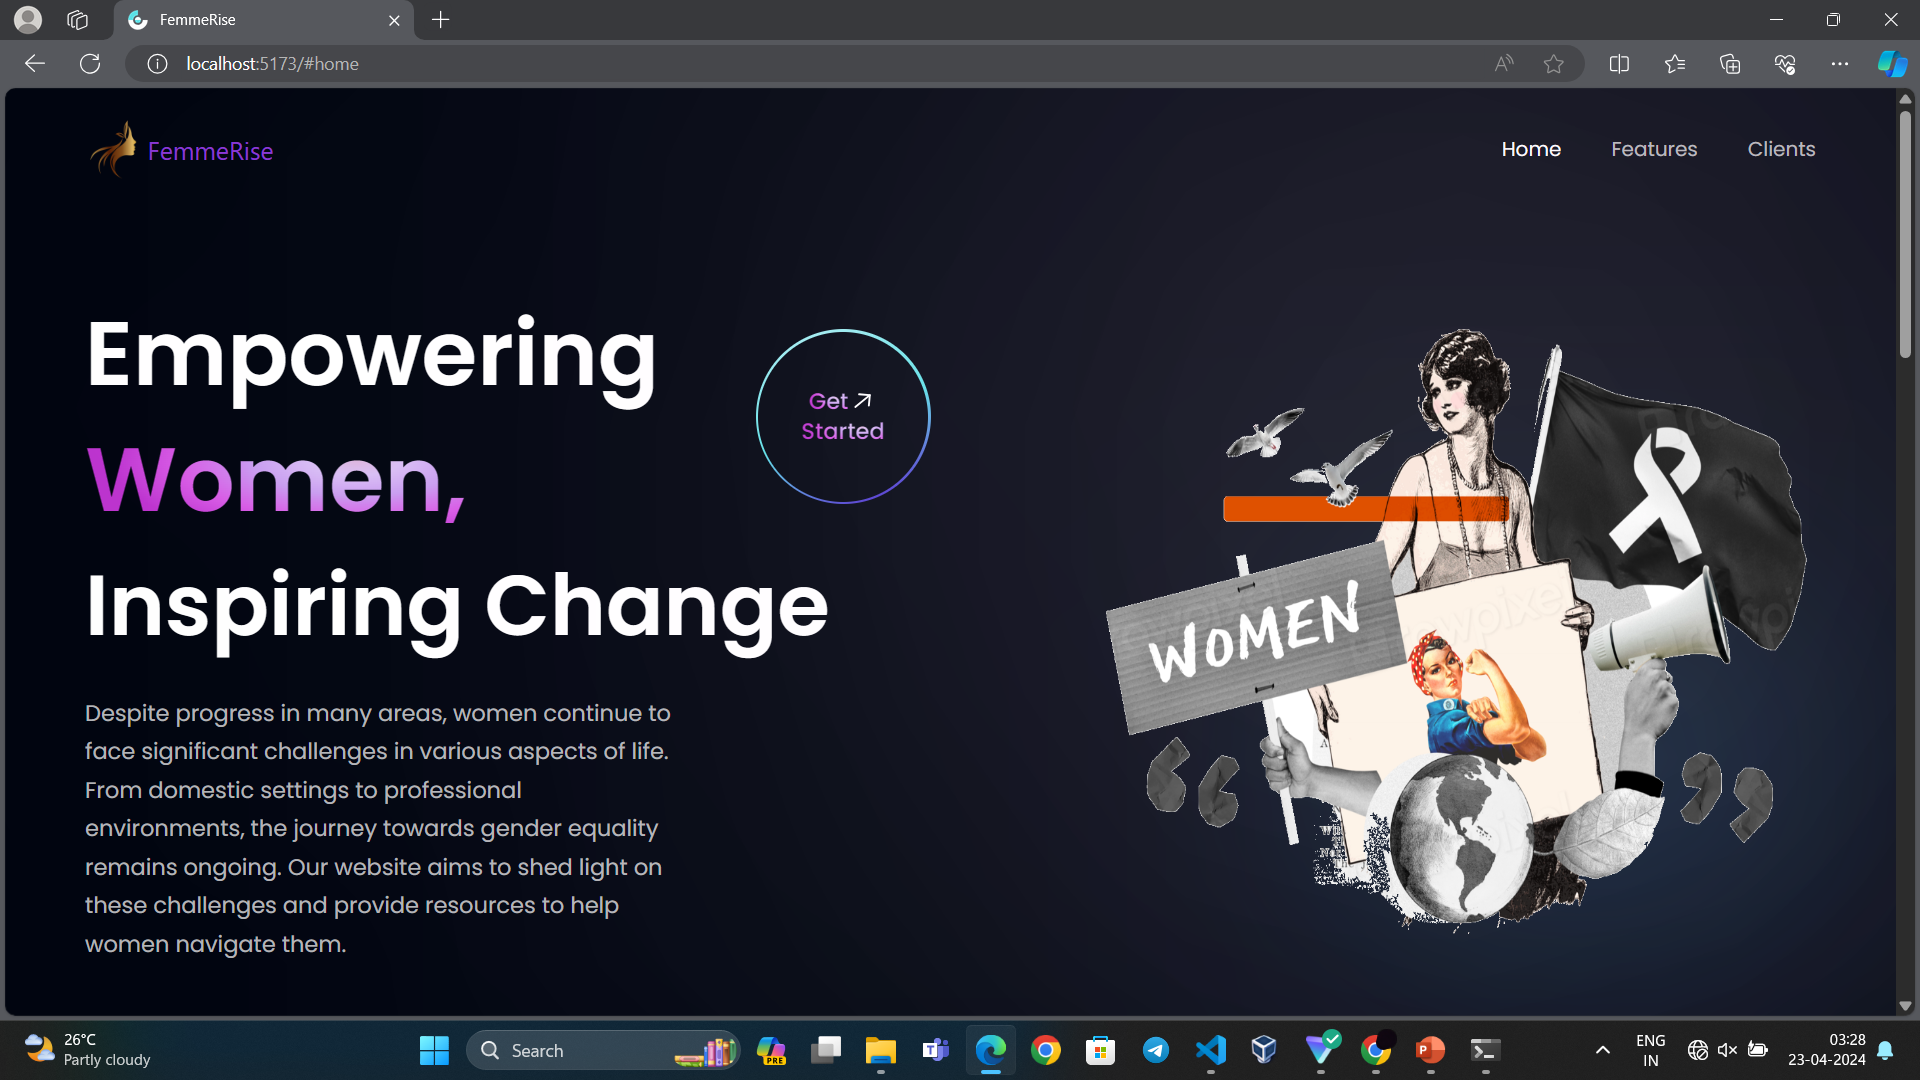 FemmeRise
localhost:5173/#home
FemmeRise
Home
Features
Clients
Empowering
Women,
Inspiring Change
Get
Started
Despite progress in many areas, women continue to
face significant challenges in various aspects of life.
From domestic settings to professional
environments, the journey towards gender equality
remains ongoing. Our website aims to shed light on
these challenges and provide resources to help
women navigate them.
WOMEN
26°C
Partly cloudy
Search
PRE
ENG
IN
03:28
23-04-2024